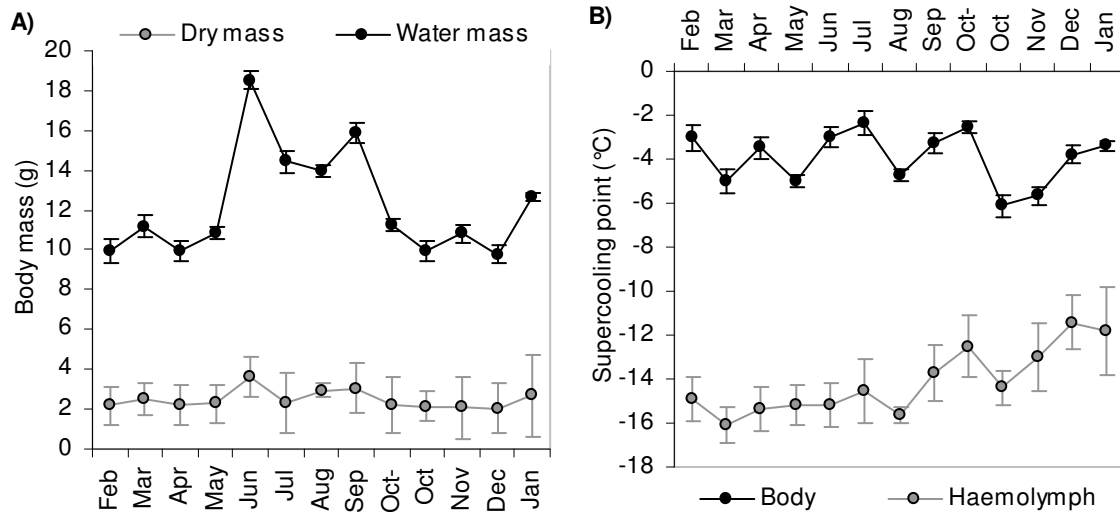 A)
Dry mass Water mass
Body mass (g)
20
18
16
14
12
10
8
6
4
2
0
Feb Mar Apr May Jun Jul Aug Sep Oct- Oct Nov Dec Jan
B)
Feb Mar Apr May Jun Jul Aug Sep Oct- Oct Nov Dec Jan
Supercooling point (°C)
0
-2
-4
-6
-8
-10
-12
-14
-16
-18
Body Haemolymph